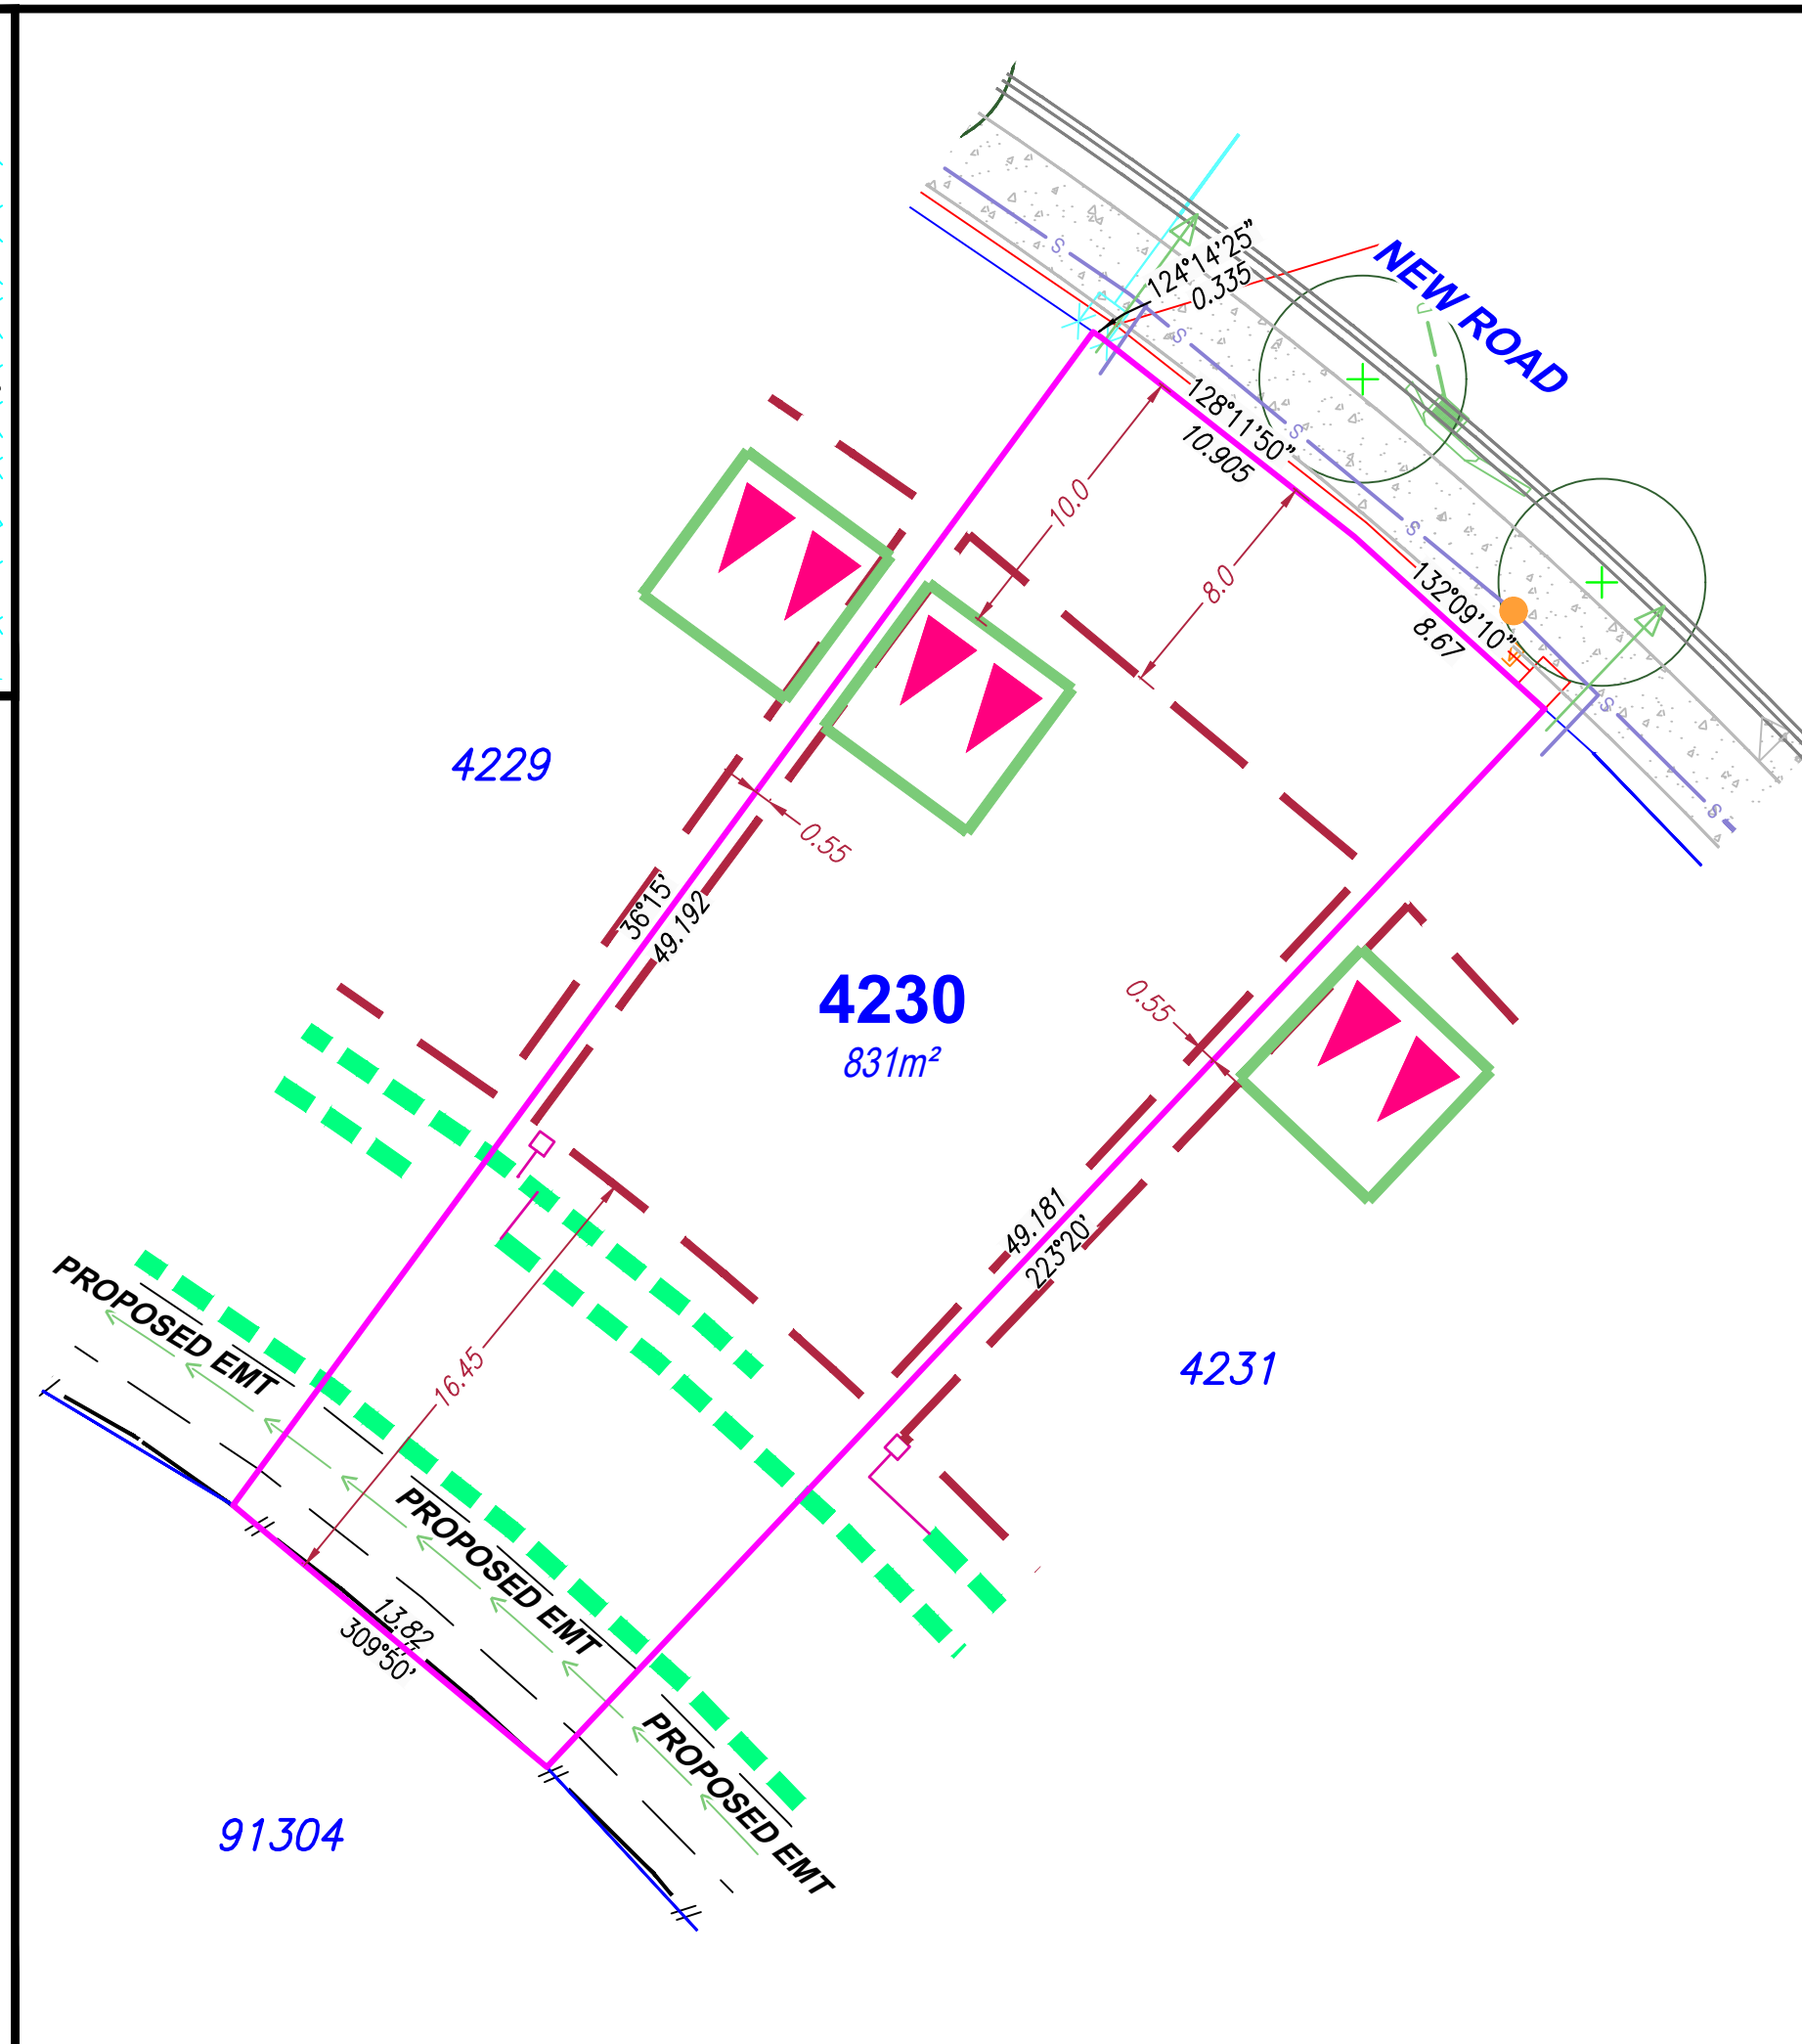 124°14'25"
0.335
NEW ROAD
128°11'50"
10.905
10.0
8.0
132°09'10"
8.67
S
S
S
S
S
S
4229
0.55
36°15'
49.192
4230
831m²
0.55
49.181
223°20'
4231
PROPOSED EMT
16.45
PROPOSED EMT
13.82
309°50'
PROPOSED EMT
91304